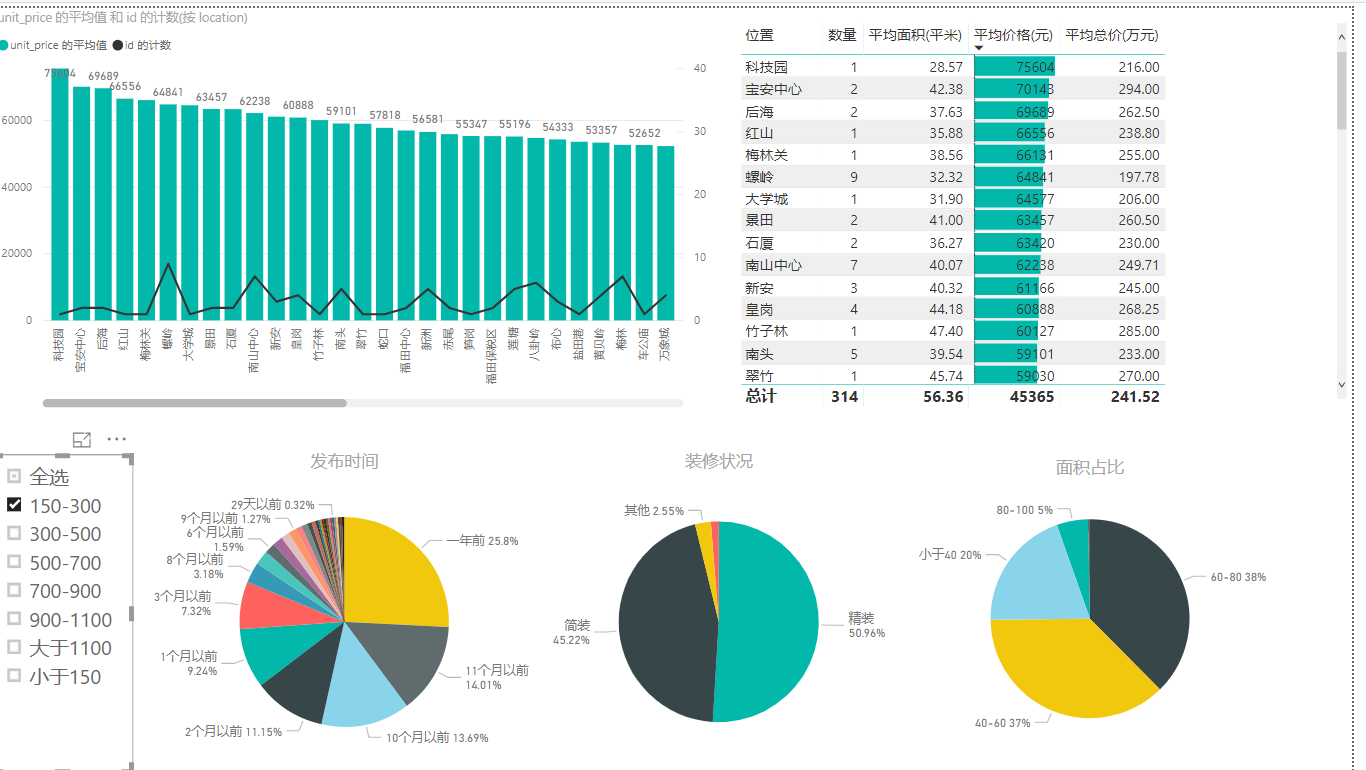 unit_price 的平均值 和 id 的计数(按 location)
unit_price 的平均值 id 的计数
75604
69689
66556
64841
63457
62238
60888
59101
57818
56581
55347
55196
54333
53357
52652
60000
40000
20000
0
40
30
20
10
0
科技园
宝安中心
后海
红山
梅林关
螺岭
大学城
景田
石厦
南山中心
新安
皇岗
竹子林
南头
翠竹
蛇口
福田中心
新洲
赤尾
笋岗
福田保税区
莲塘
八卦岭
布心
盐田港
黄贝岭
梅林
车公庙
万象城
位置 数量 平均面积(平米) 平均价格(元) 平均总价(万元)
科技园 1 28.57 75604 216.00
宝安中心 2 42.38 70143 294.00
后海 2 37.63 69689 262.50
红山 1 35.88 66556 238.80
梅林关 1 38.56 66131 255.00
螺岭 9 32.32 64841 197.78
大学城 1 31.90 64577 206.00
景田 2 41.00 63457 260.50
石厦 2 36.27 63420 230.00
南山中心 7 40.07 62238 249.71
新安 3 40.32 61166 245.00
皇岗 4 44.18 60888 268.25
竹子林 1 47.40 60127 285.00
南头 5 39.54 59101 233.00
翠竹 1 45.74 59030 270.00
总计 314 56.36 45365 241.52
全选
150-300
300-500
500-700
700-900
900-1100
大于1100
小于150
发布时间
29天以前 0.32%
9个月以前 1.27%
6个月以前
1.59%
8个月以前
3.18%
3个月以前
7.32%
1个月以前
9.24%
2个月以前 11.15%
10个月以前 13.69%
11个月以前
14.01%
一年前 25.8%
装修状况
其他 2.55%
简装
45.22%
精装
50.96%
面积占比
80-100 5%
小于40 20%
60-80 38%
40-60 37%